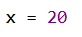 x = 20